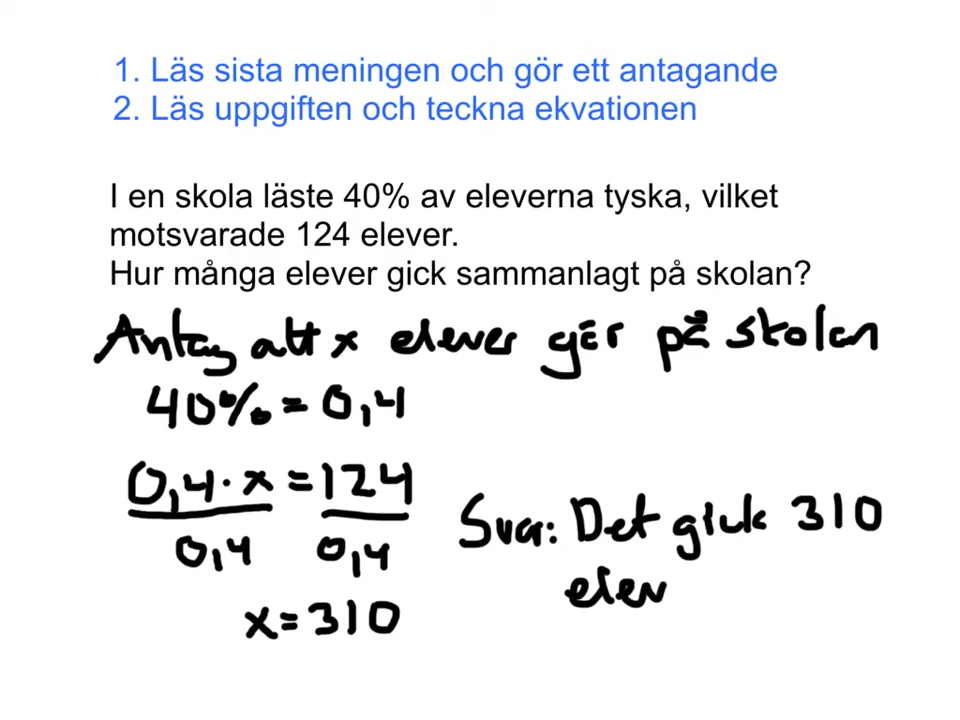 1. Läs sista meningen och gör ett antagande
2. Läs uppgiften och teckna ekvationen
I en skola läste 40% av eleverna tyska, vilket
motsvarade 124 elever.
Hur många elever gick sammanlagt på skolan?
Antag att x elever går på skolan
40% = 0,4
0,4 · x = 124
0,4 0,4
x = 310
Svar: Det gick 310
elev